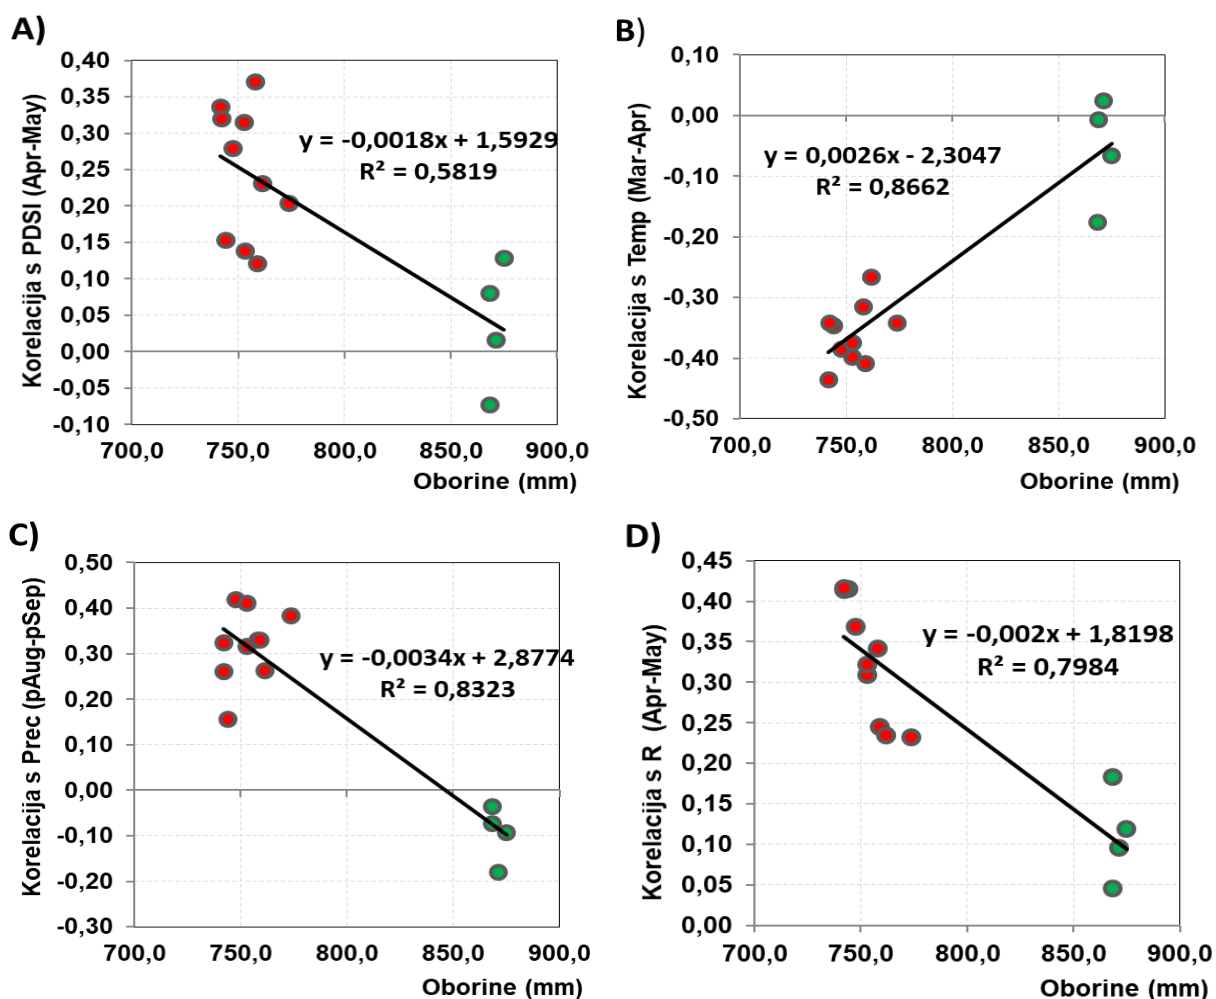 A)
Korelacija s PDSI (Apr-May)
0,40
0,35
0,30
0,25
0,20
0,15
0,10
0,05
0,00
-0,05
-0,10
y = -0,0018x + 1,5929
R² = 0,5819
700,0 750,0 800,0 850,0 900,0
Oborine (mm)
B)
Korelacija s Temp (Mar-Apr)
0,10
0,00
-0,10
-0,20
-0,30
-0,40
-0,50
y = 0,0026x - 2,3047
R² = 0,8662
700,0 750,0 800,0 850,0 900,0
Oborine (mm)
C)
Korelacija s Prec (pAug-pSep)
0,50
0,40
0,30
0,20
0,10
0,00
-0,10
-0,20
-0,30
y = -0,0034x + 2,8774
R² = 0,8323
700,0 750,0 800,0 850,0 900,0
Oborine (mm)
D)
Korelacija s R (Apr-May)
0,45
0,40
0,35
0,30
0,25
0,20
0,15
0,10
0,05
0,00
y = -0,002x + 1,8198
R² = 0,7984
700,0 750,0 800,0 850,0 900,0
Oborine (mm)